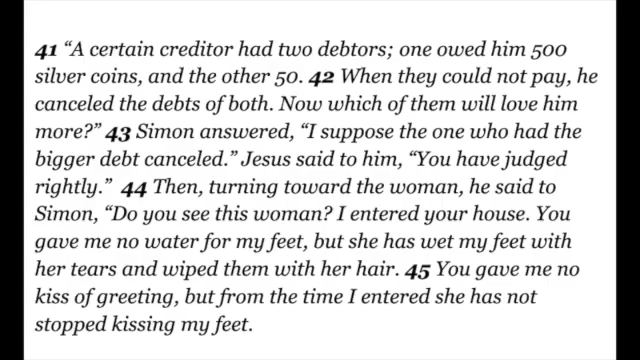 41 “A certain creditor had two debtors; one owed him 500
silver coins, and the other 50. 42 When they could not pay, he
canceled the debts of both. Now which of them will love him
more?” 43 Simon answered, “I suppose the one who had the
bigger debt canceled.” Jesus said to him, “You have judged
rightly.” 44 Then, turning toward the woman, he said to
Simon, “Do you see this woman? I entered your house. You
gave me no water for my feet, but she has wet my feet with
her tears and wiped them with her hair. 45 You gave me no
kiss of greeting, but from the time I entered she has not
stopped kissing my feet.